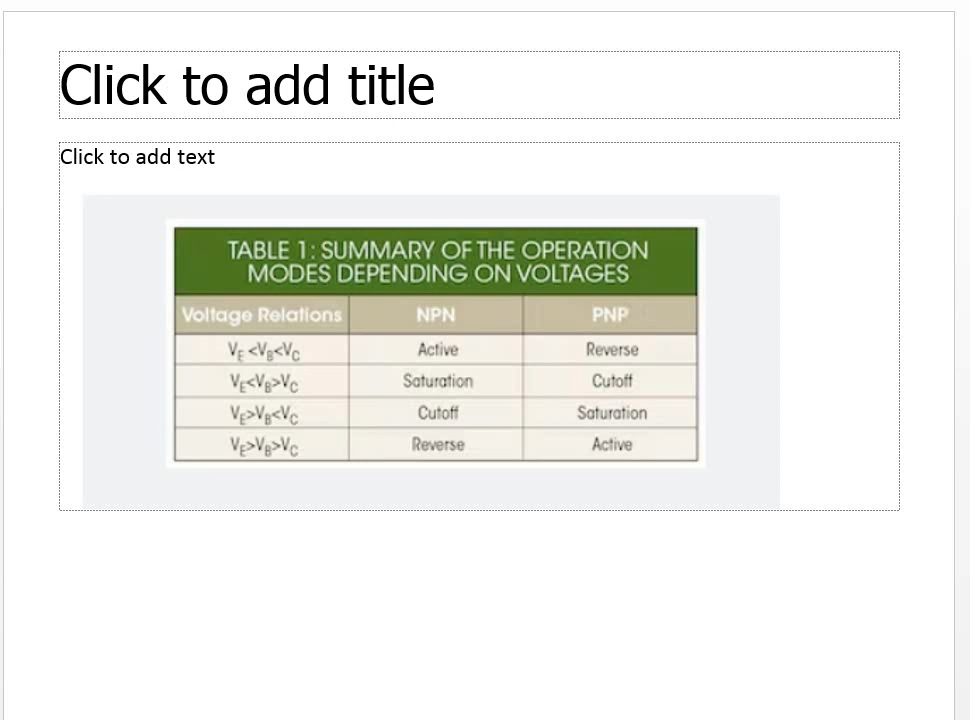 Click to add title
Click to add text
TABLE 1: SUMMARY OF THE OPERATION
MODES DEPENDING ON VOLTAGES
Voltage Relations NPN PNP
VE <VB<VC Active Reverse
VE<VB>VC Saturation Cutoff
VE>VB<VC Cutoff Saturation
VE>VB>VC Reverse Active